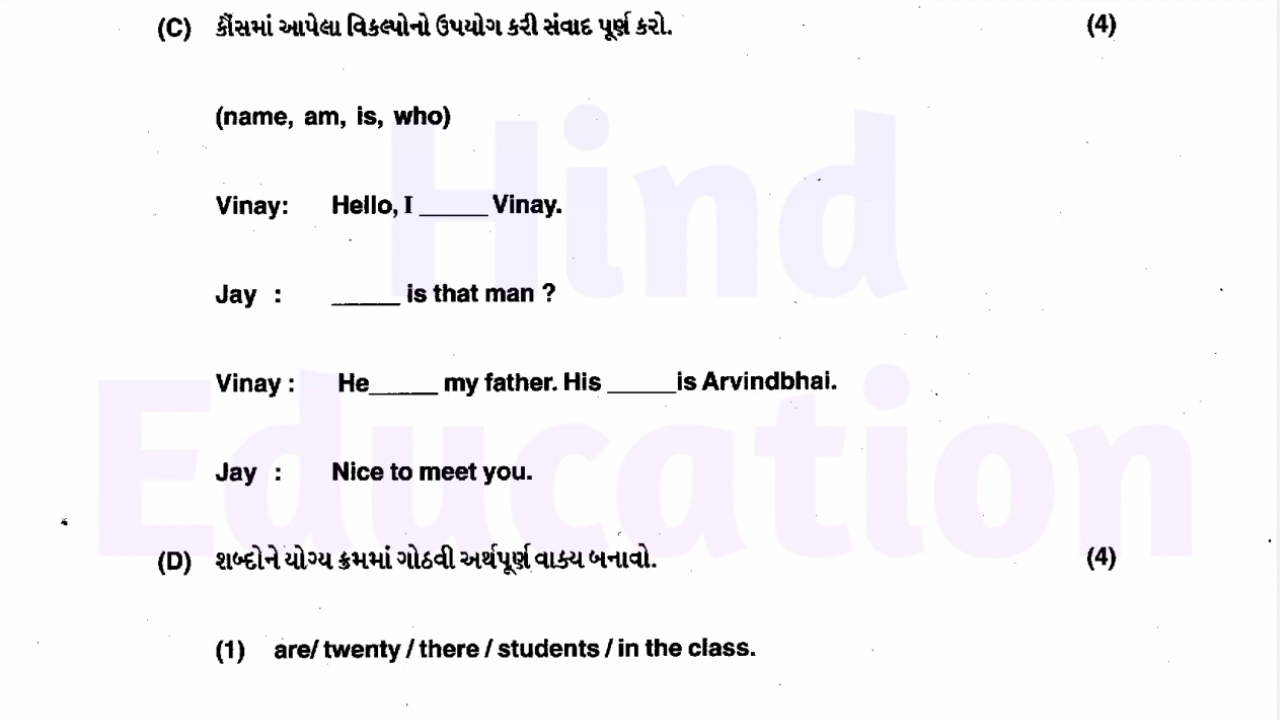 (C) કૌંસમાં આપેલા વિકલ્પોનો ઉપયોગ કરી સંવાદ પૂર્ણ કરો. (4)
(name, am, is, who)
Vinay: Hello, I _____ Vinay.
Jay : _____ is that man ?
Vinay : He_____ my father. His _____is Arvindbhai.
Jay : Nice to meet you.
(D) શબ્દોને યોગ્ય ક્રમમાં ગોઠવી અર્થપૂર્ણ વાક્ય બનાવો. (4)
(1) are/ twenty / there / students / in the class.
Hind
Education